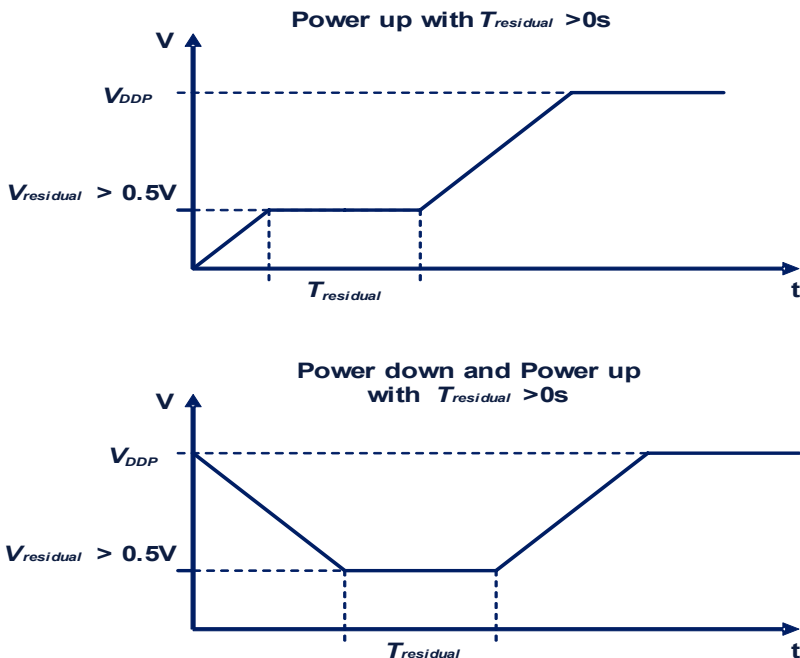 Power up with Tresidual >0s
V
VDDP
Vresidual > 0.5V
Tresidual
t
Power down and Power up
with Tresidual >0s
V
VDDP
Vresidual > 0.5V
Tresidual
t